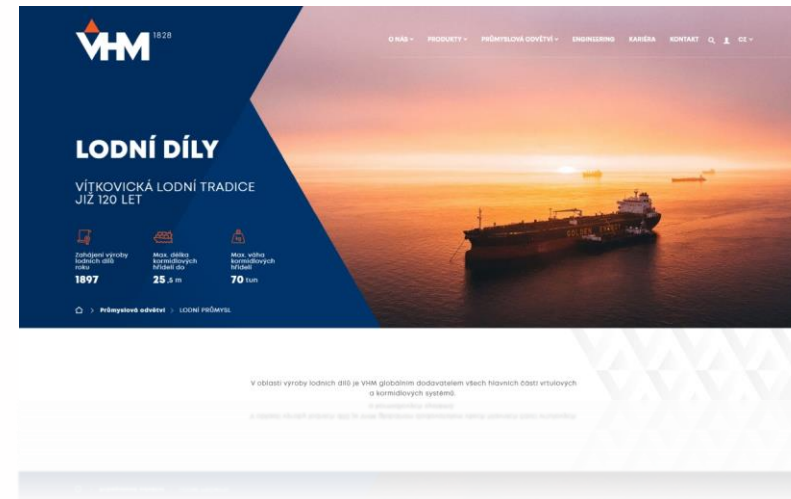 VHM 1828
O NÁS PRODUKTY PRŮMYSLOVÁ ODVĚTVÍ ENGINEERING KARIÉRA KONTAKT CZ
LODNÍ DÍLY
VÍTKOVICKÁ LODNÍ TRADICE
JIŽ 120 LET
Zahájení výroby
lodních dílů
roku
1897
Max. délka
kormidlových
hřídelí do
25,5 m
Max. váha
kormidlových
hřídelí
70 tun
Průmyslová odvětví > LODNÍ PRŮMYSL
V oblasti výroby lodních dílů je VHM globálním dodavatelem všech hlavních částí vrtulových
a kormidlových systémů.